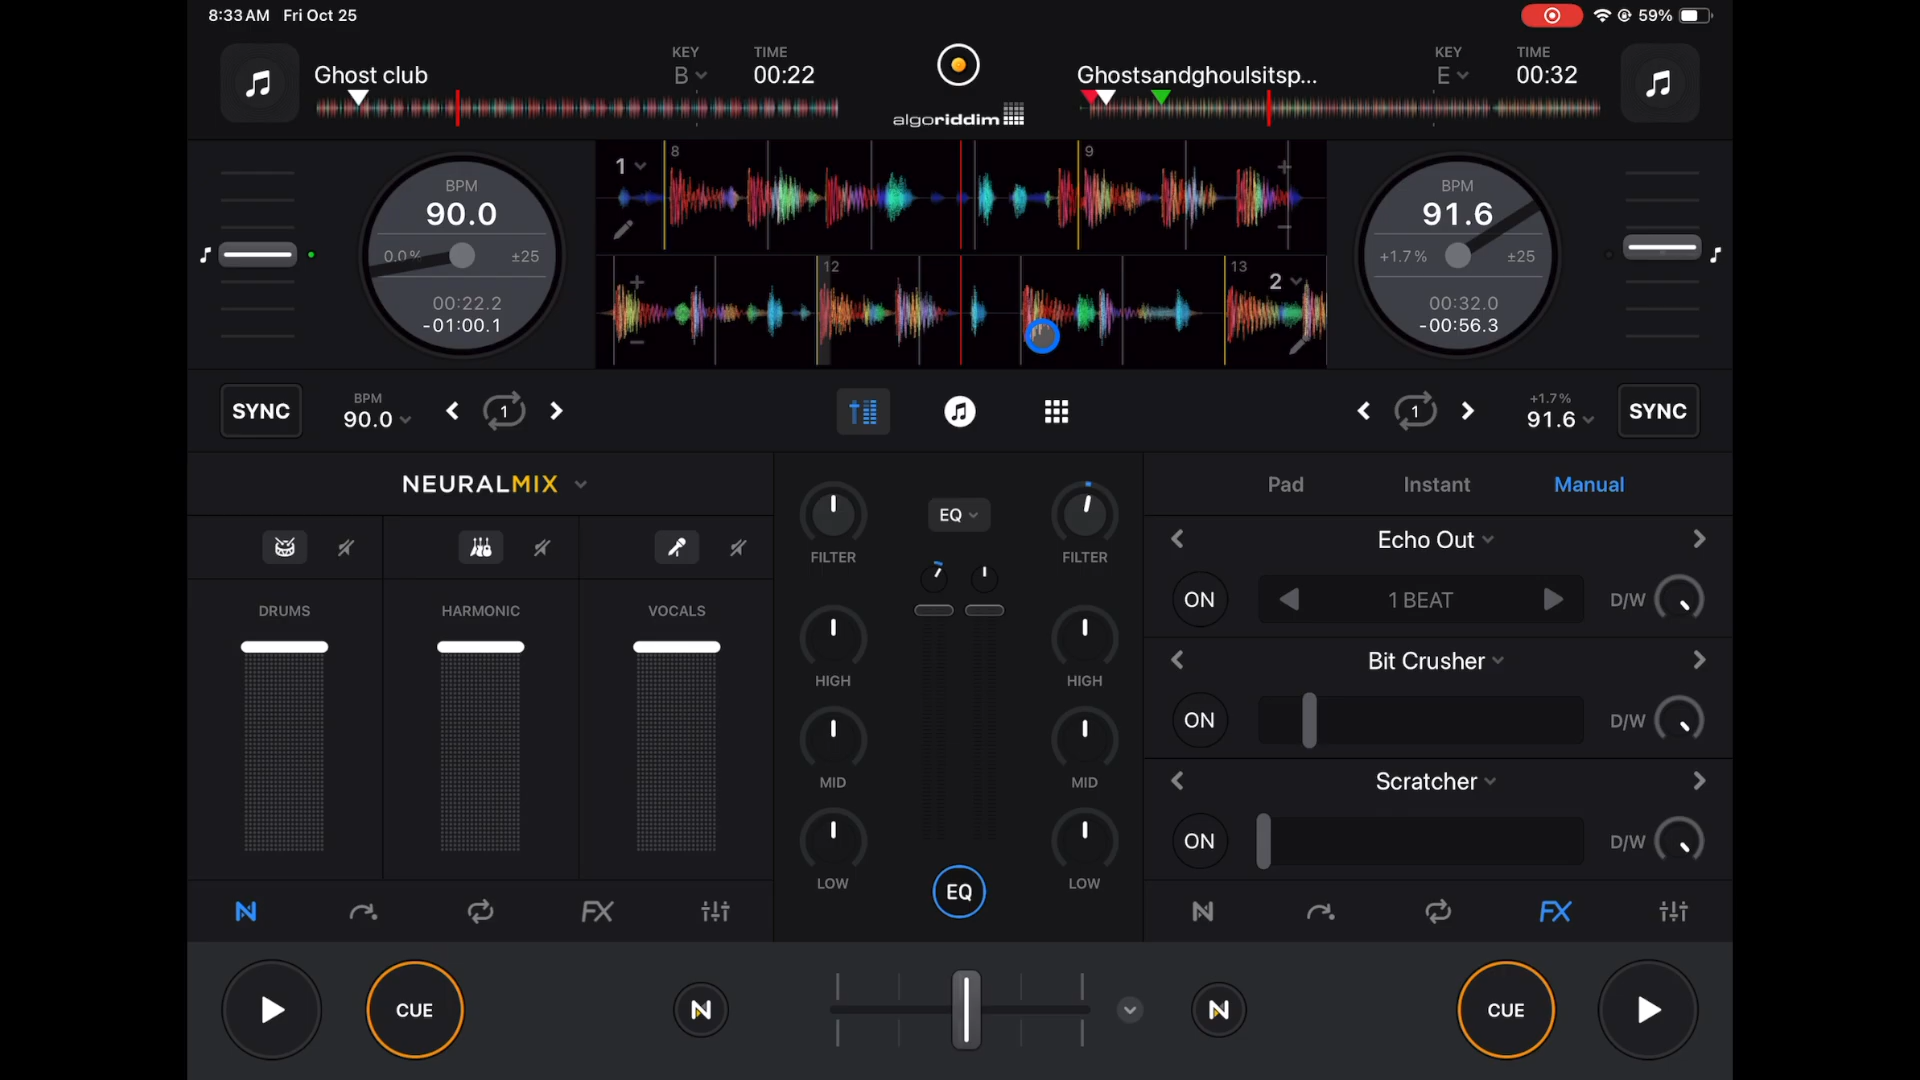 8:33 AM Fri Oct 25
59%
Ghost club
KEY
B
TIME
00:22
algoriddim
Ghostsandghoulsitsp...
KEY
E
TIME
00:32
BPM
90.0
0.0%
±25
00:22.2
-01:00.1
1
8
9
12
13
2
BPM
91.6
+1.7%
±25
00:32.0
-00:56.3
SYNC
BPM
90.0
1
1
+1.7%
91.6
SYNC
NEURALMIX
DRUMS
HARMONIC
VOCALS
FILTER
EQ
FILTER
HIGH
HIGH
MID
MID
LOW
LOW
EQ
Pad Instant Manual
Echo Out
ON
1 BEAT
D/W
Bit Crusher
ON
D/W
Scratcher
ON
D/W
FX
FX
CUE
CUE